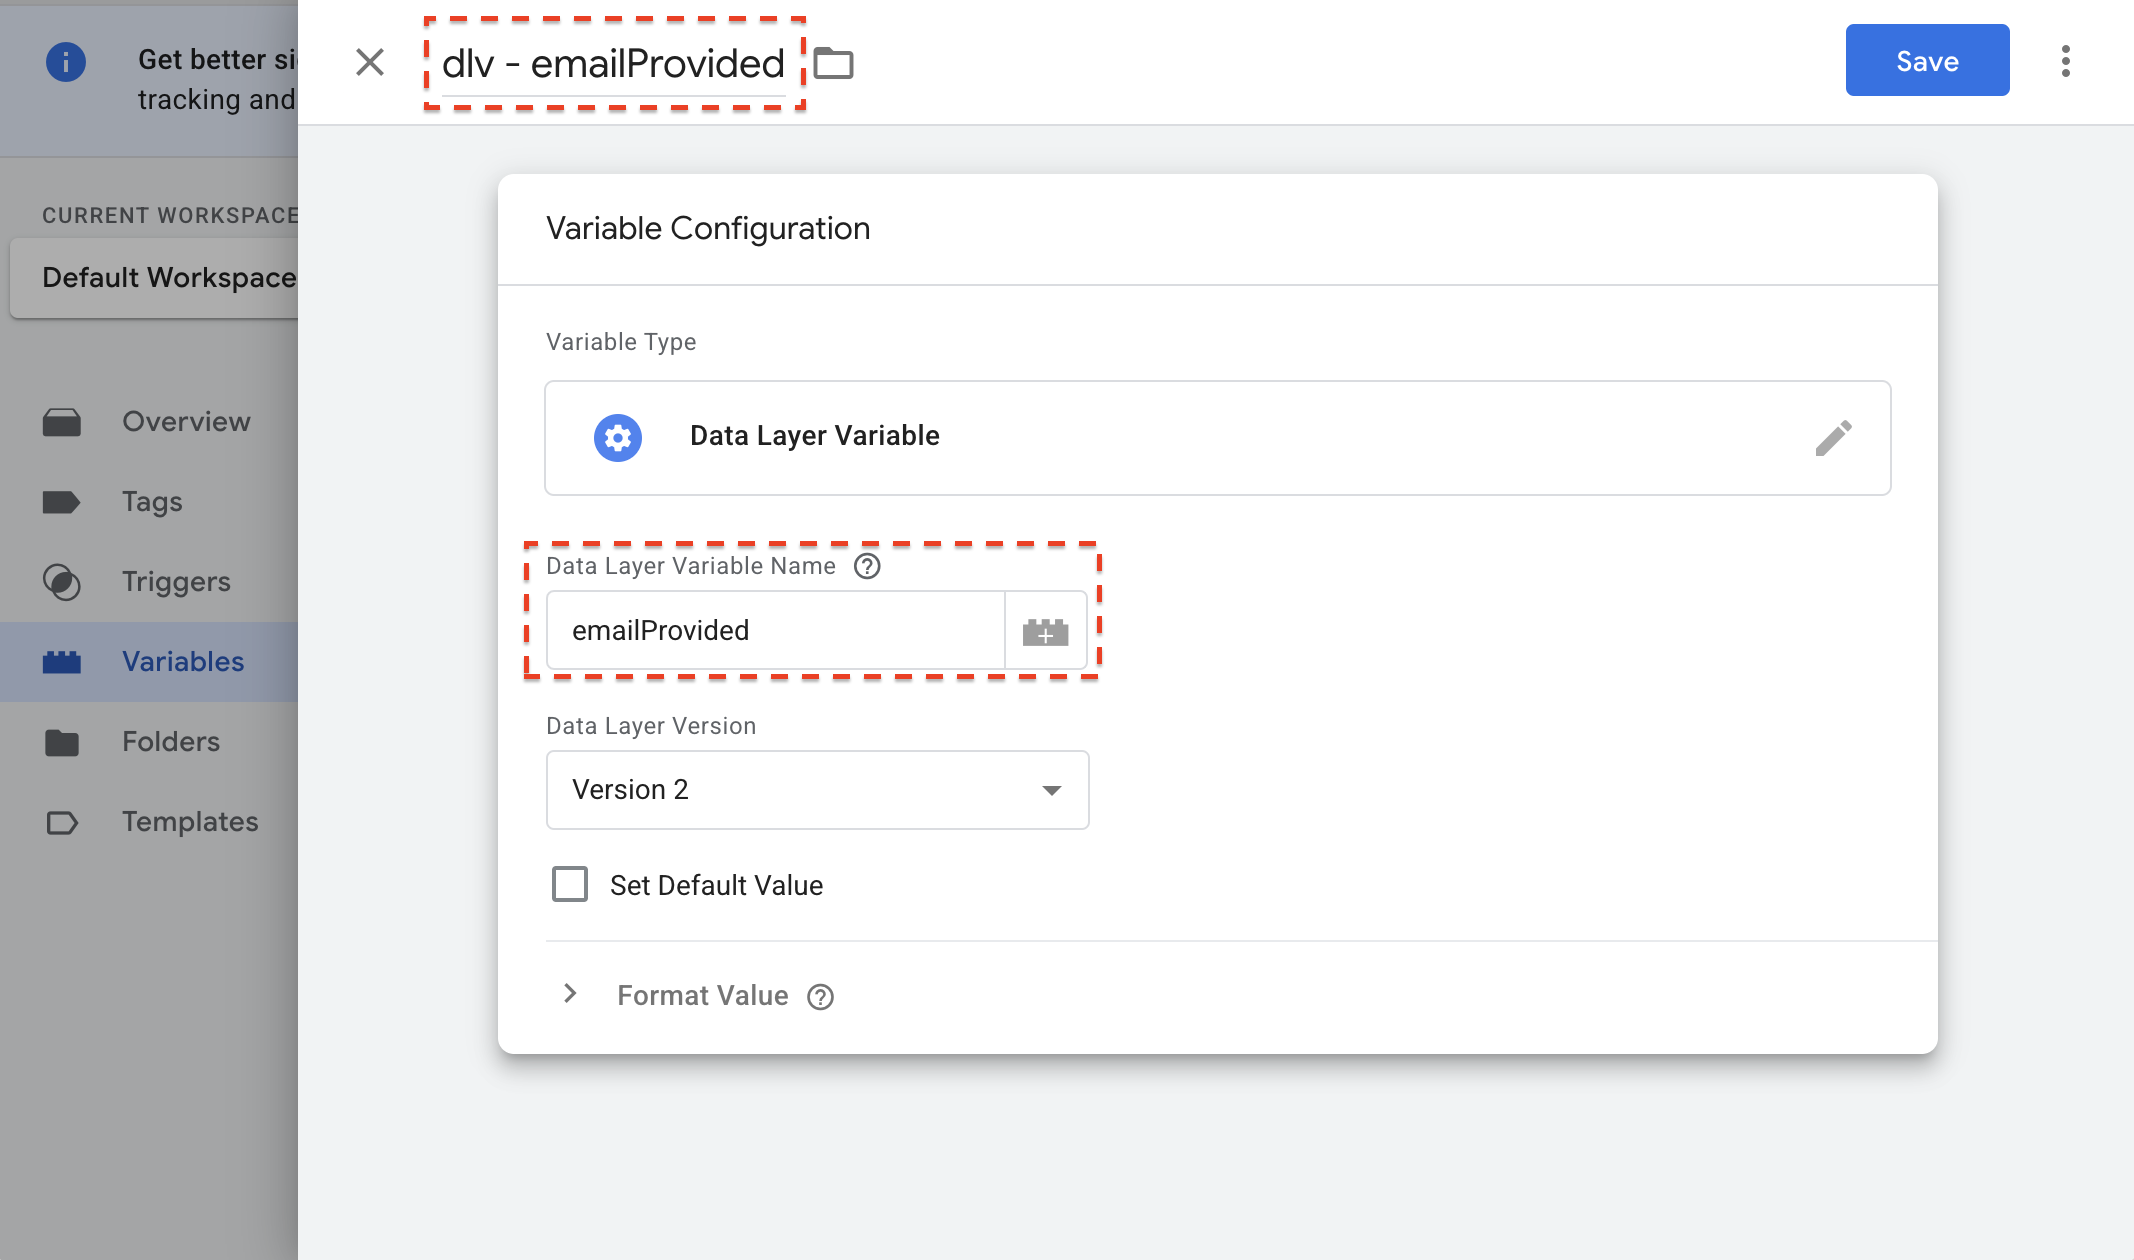 Get better si
tracking and
dlv - emailProvided
Save
CURRENT WORKSPACE
Default Workspace
Overview
Tags
Triggers
Variables
Folders
Templates
Variable Configuration
Variable Type
Data Layer Variable
Data Layer Variable Name
emailProvided
Data Layer Version
Version 2
Set Default Value
Format Value